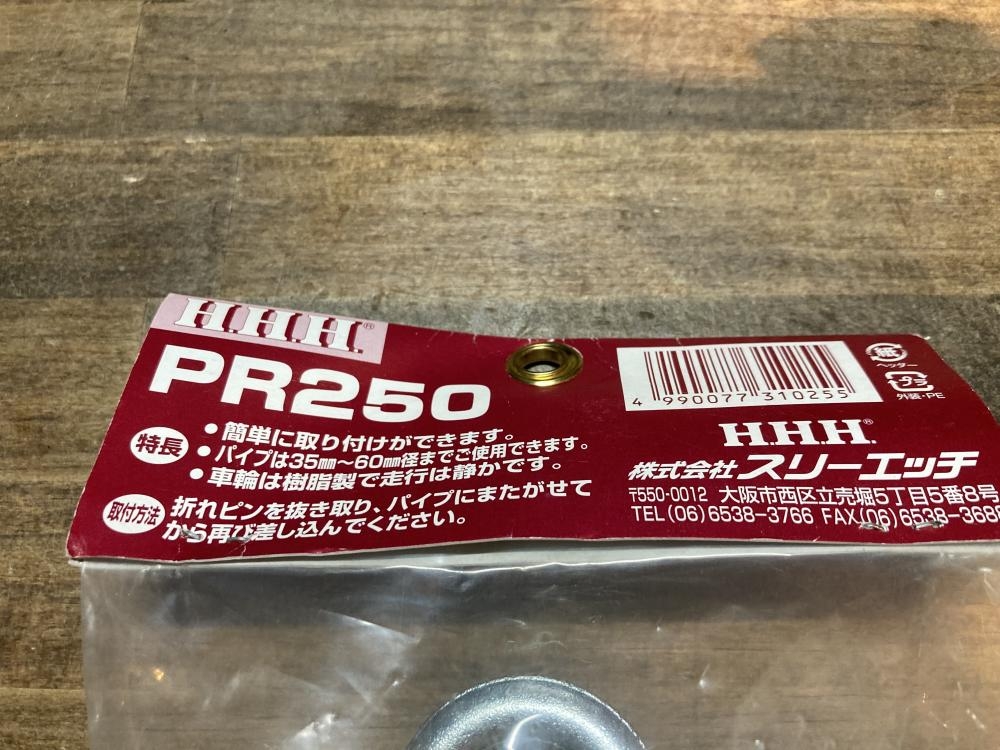 H.H.H.®
PR250
特長
・簡単に取り付けができます。
・パイプは35㎜～60㎜径までご使用できます。
・車輪は樹脂製で走行は静かです。
取付方法
折れピンを抜き取り、パイプにまたがせて
から再び差し込んでください。
4 990077 310255
紙
ヘッダー
プラ
外装・PE
H.H.H.®
株式会社スリーエッチ
〒550-0012 大阪市西区立売堀5丁目5番8号
TEL(06)6538-3766 FAX(06)6538-3688